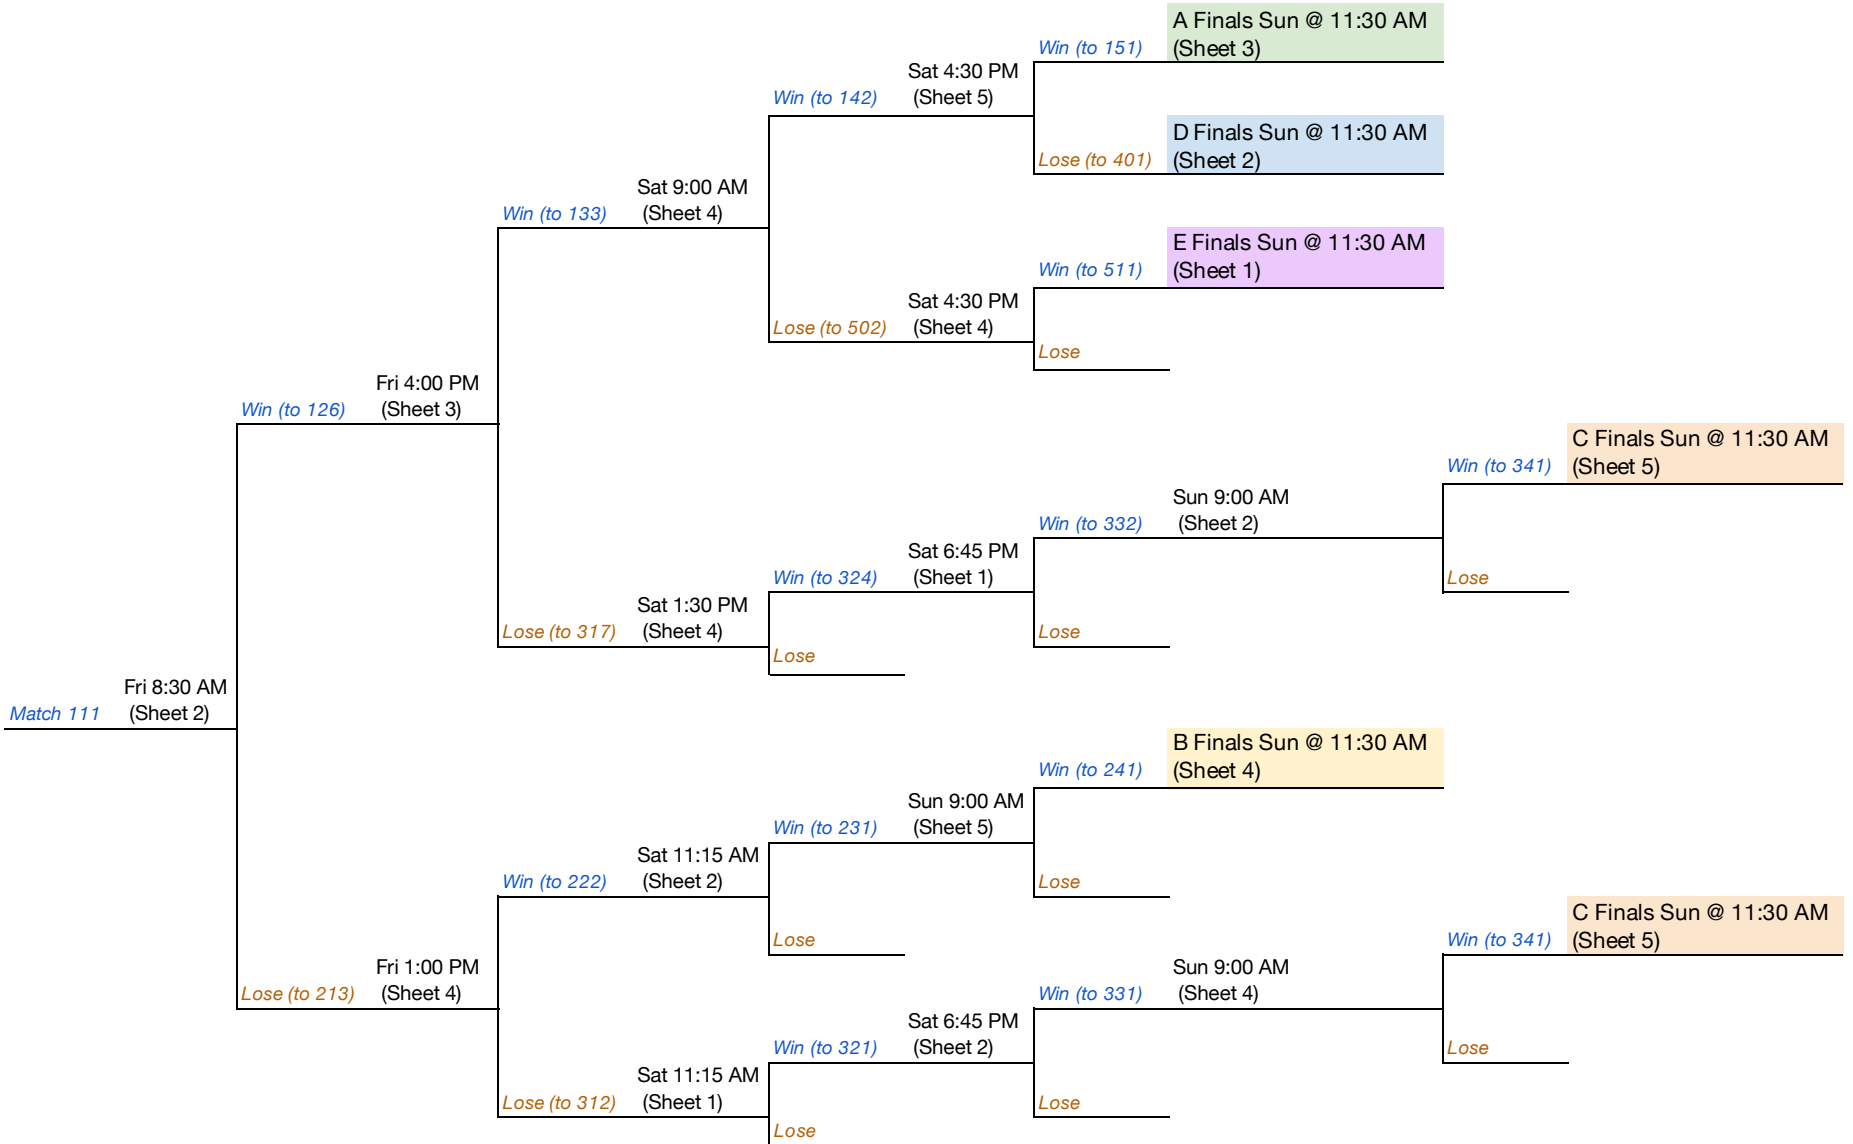 A Finals Sun @ 11:30 AM
Win (to 151)
(Sheet 3)
Sat 4:30 PM
Win (to 142)
(Sheet 5)
D Finals Sun @ 11:30 AM
Lose (to 401)
(Sheet 2)
Sat 9:00 AM
Win (to 133)
(Sheet 4)
E Finals Sun @ 11:30 AM
Win (to 511)
(Sheet 1)
Sat 4:30 PM
Lose (to 502)
(Sheet 4)
Lose
Fri 4:00 PM
Win (to 126)
(Sheet 3)
C Finals Sun @ 11:30 AM
Win (to 341)
(Sheet 5)
Sun 9:00 AM
Win (to 332)
(Sheet 2)
Sat 6:45 PM
Win (to 324)
(Sheet 1)
Lose
Sat 1:30 PM
Lose (to 317)
(Sheet 4)
Lose
Lose
Fri 8:30 AM
Match 111
(Sheet 2)
B Finals Sun @ 11:30 AM
Win (to 241)
(Sheet 4)
Sun 9:00 AM
Win (to 231)
(Sheet 5)
Sat 11:15 AM
Win (to 222)
(Sheet 2)
Lose
Lose
C Finals Sun @ 11:30 AM
Win (to 341)
(Sheet 5)
Fri 1:00 PM
Lose (to 213)
(Sheet 4)
Sun 9:00 AM
Win (to 331)
(Sheet 4)
Sat 6:45 PM
Win (to 321)
(Sheet 2)
Lose
Sat 11:15 AM
Lose (to 312)
(Sheet 1)
Lose
Lose